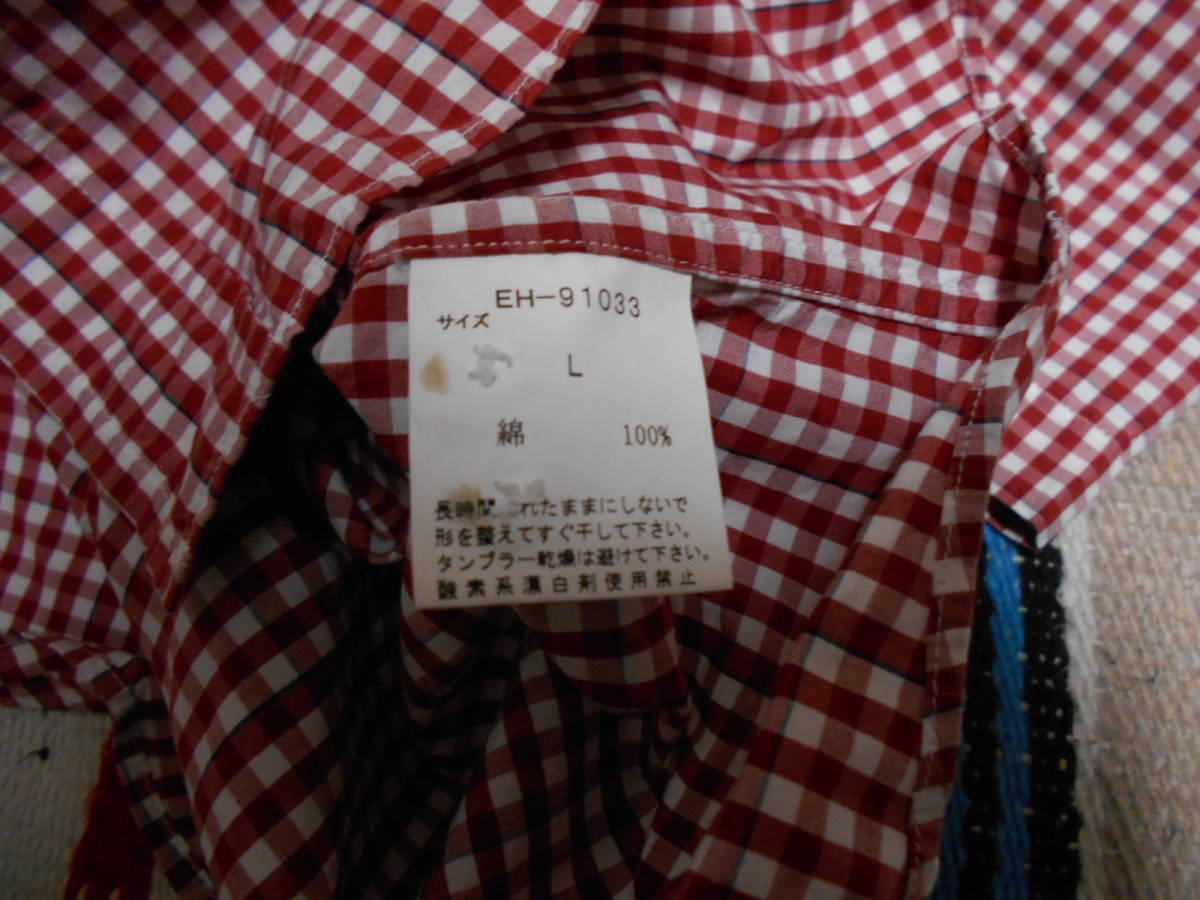 EH-91033
サイズ
L
綿 100%
長時間 れたままにしないで
形を整えてすぐ干して下さい。
タンブラー乾燥は避けて下さい。
酸素系漂白剤使用禁止